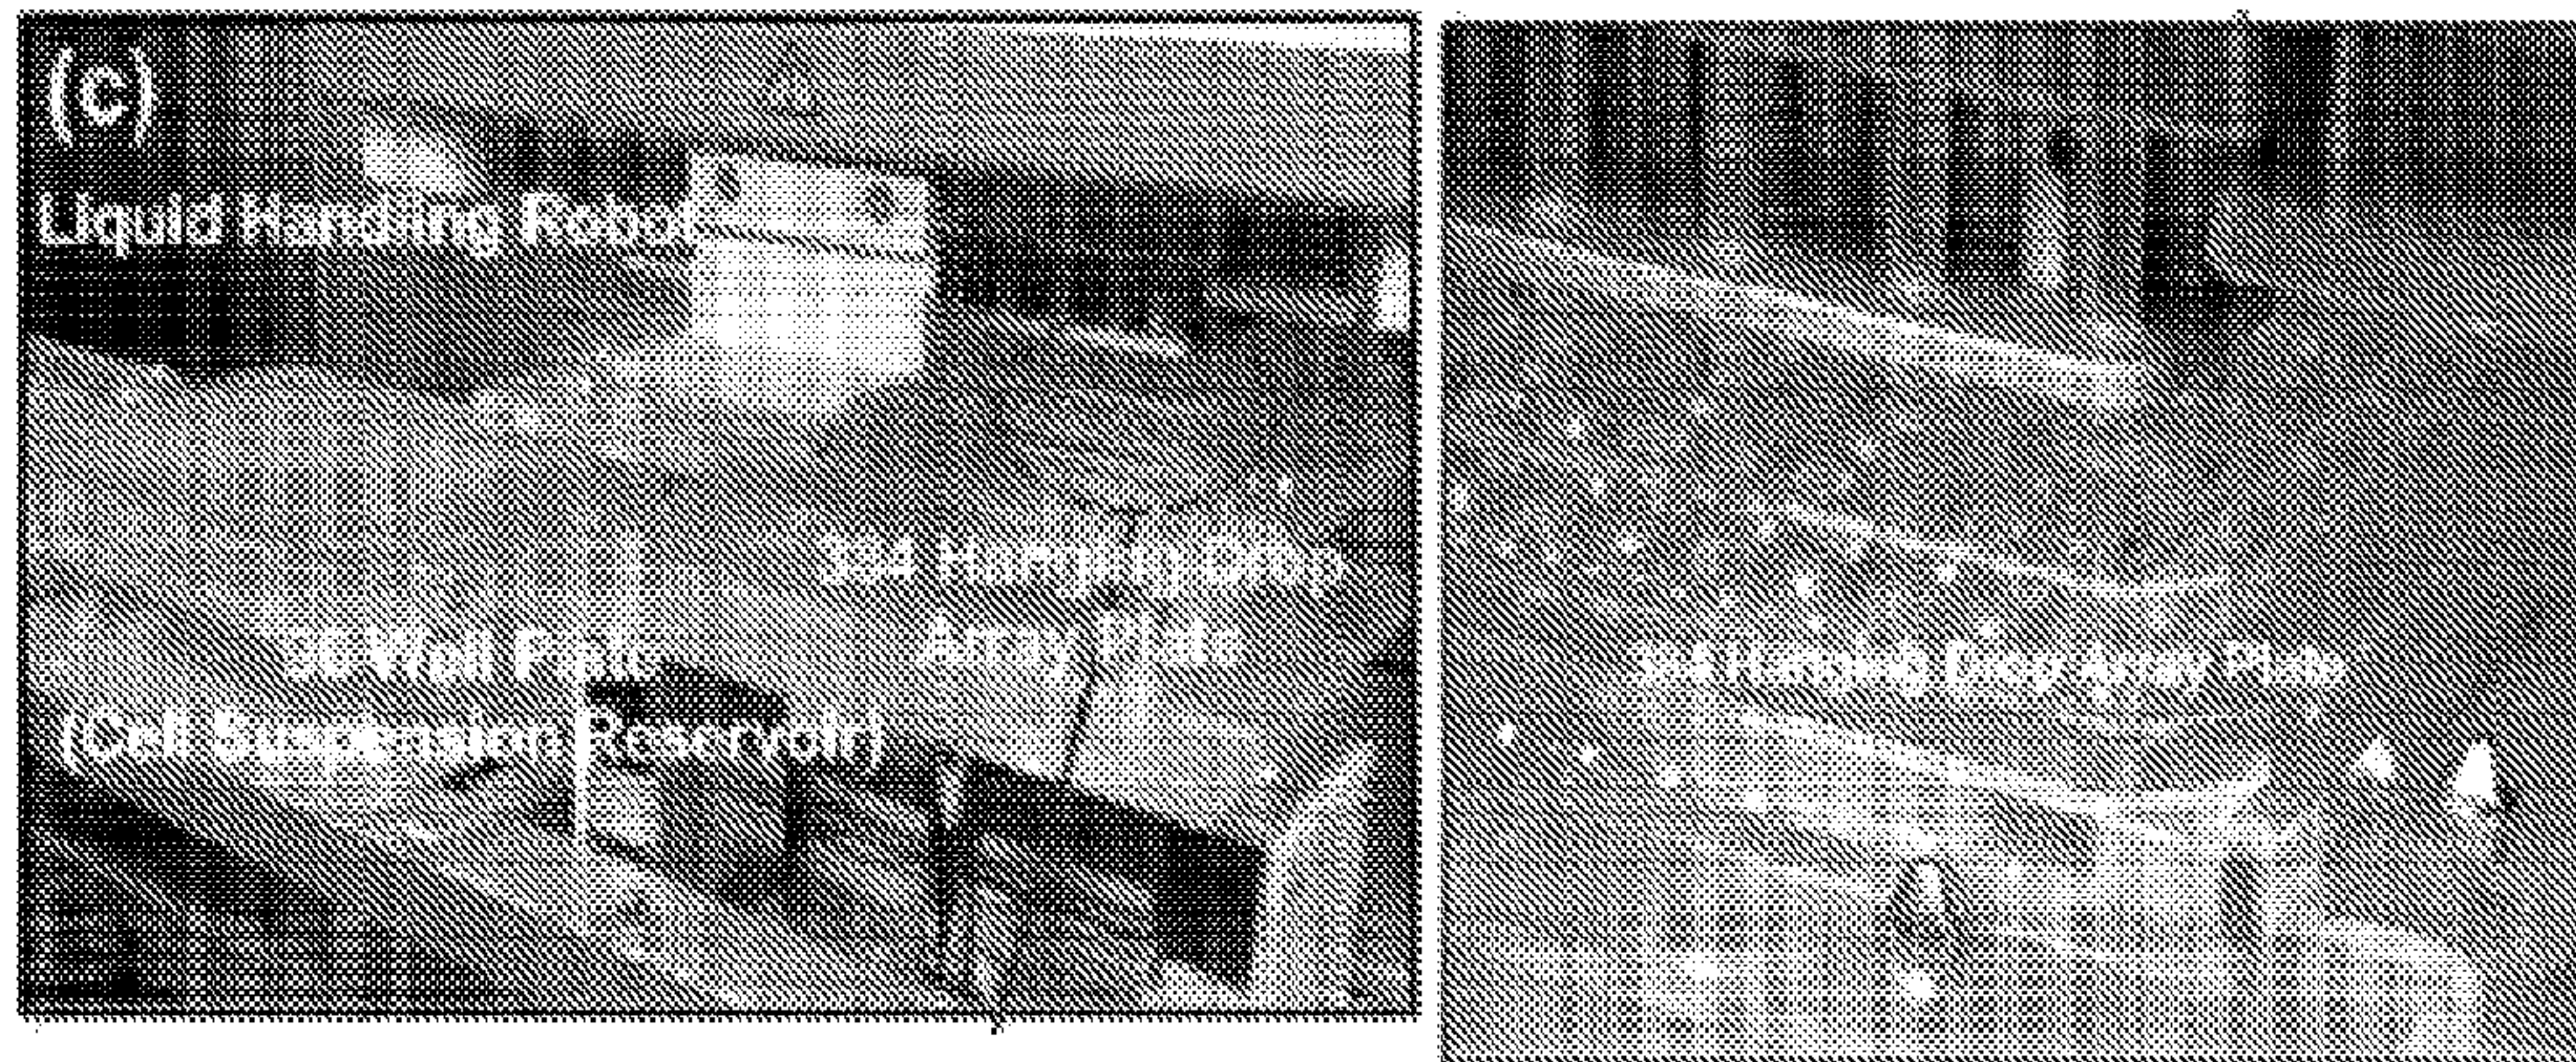 (c)
Liquid Handling Robot
384 Hanging Drop
Array Plate
96 Well Plate
(Cell Suspension Reservoir)
384 Hanging Drop Array Plate